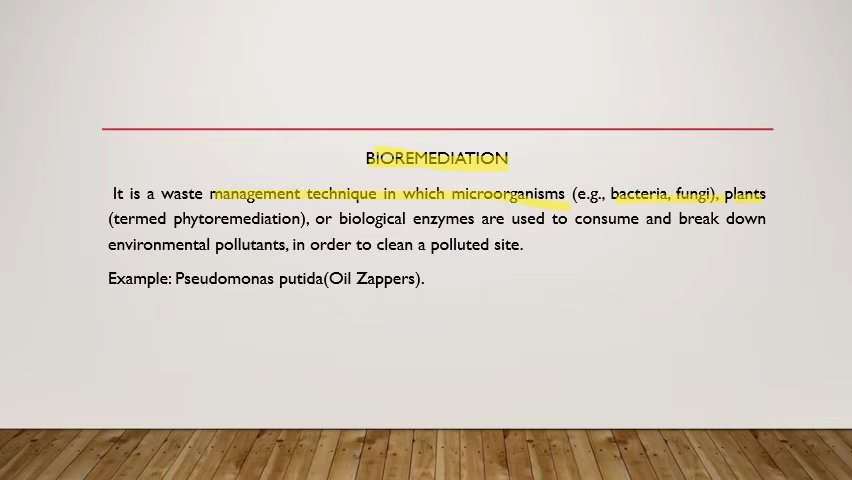 BIOREMEDIATION
It is a waste management technique in which microorganisms (e.g., bacteria, fungi), plants
(termed phytoremediation), or biological enzymes are used to consume and break down
environmental pollutants, in order to clean a polluted site.
Example: Pseudomonas putida(Oil Zappers).